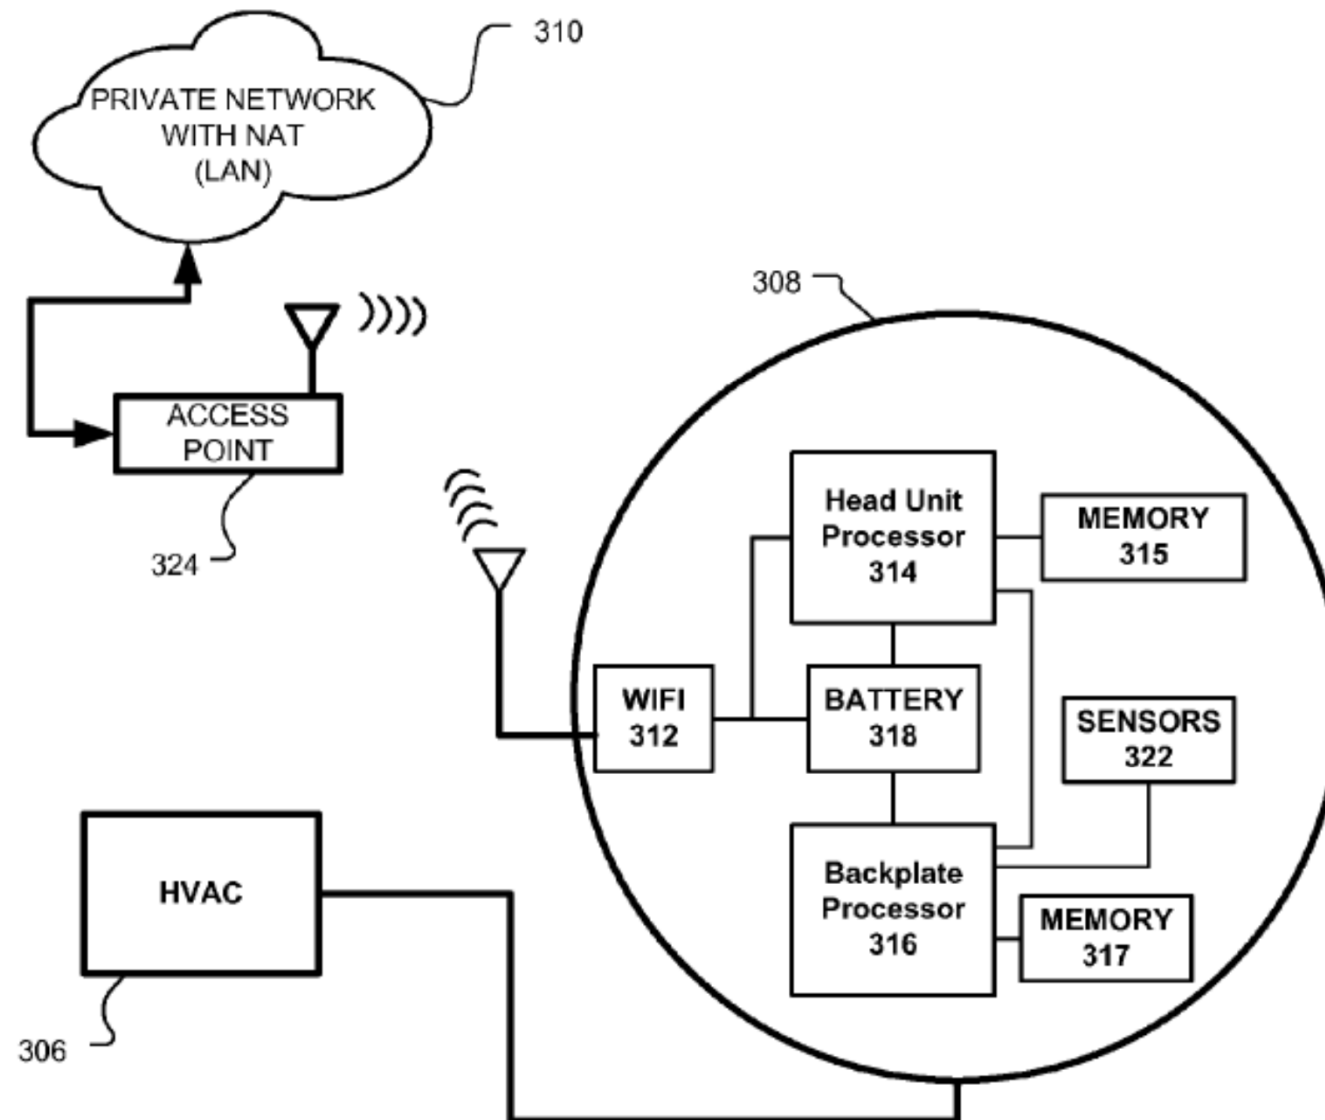 310
PRIVATE NETWORK
WITH NAT
(LAN)
308
ACCESS
POINT
324
Head Unit
Processor
314
MEMORY
315
WIFI
312
BATTERY
318
SENSORS
322
HVAC
Backplate
Processor
316
MEMORY
317
306